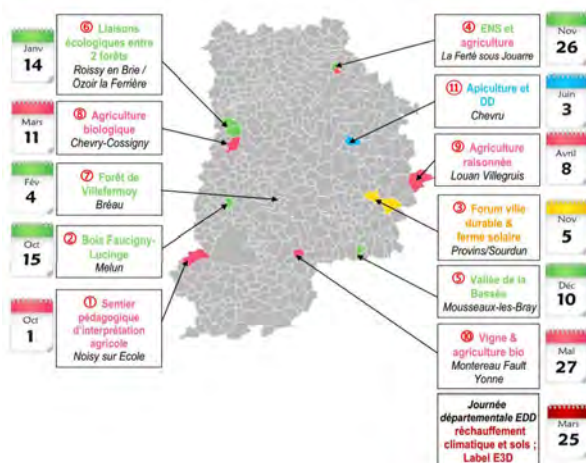 Janv
14
⑥ Liaisons
écologiques entre
2 forêts
Roissy en Brie /
Ozoir la Ferrière
Mars
11
⑧ Agriculture
biologique
Chevry-Cossigny
Fév
4
⑦ Forêt de
Villefermoy
Bréau
Oct
15
② Bois Faucigny-
Lucinge
Melun
Oct
1
① Sentier
pédagogique
d'interprétation
agricole
Noisy sur Ecole
④ ENS et
agriculture
La Ferté sous Jouarre
Nov
26
⑪ Apiculture et
DD
Chevru
Juin
3
⑨ Agriculture
raisonnée
Louan Villegruis
Avril
8
③ Forum ville
durable &
ferme solaire
Provins/Sourdun
Nov
5
⑤ Vallée de la
Bassée
Mousseaux-les-Bray
Déc
10
⑩ Vigne &
agriculture bio
Montereau Fault
Yonne
Mai
27
Journée
départementale EDD
réchauffement
climatique et sols ;
Label E3D
Mars
25